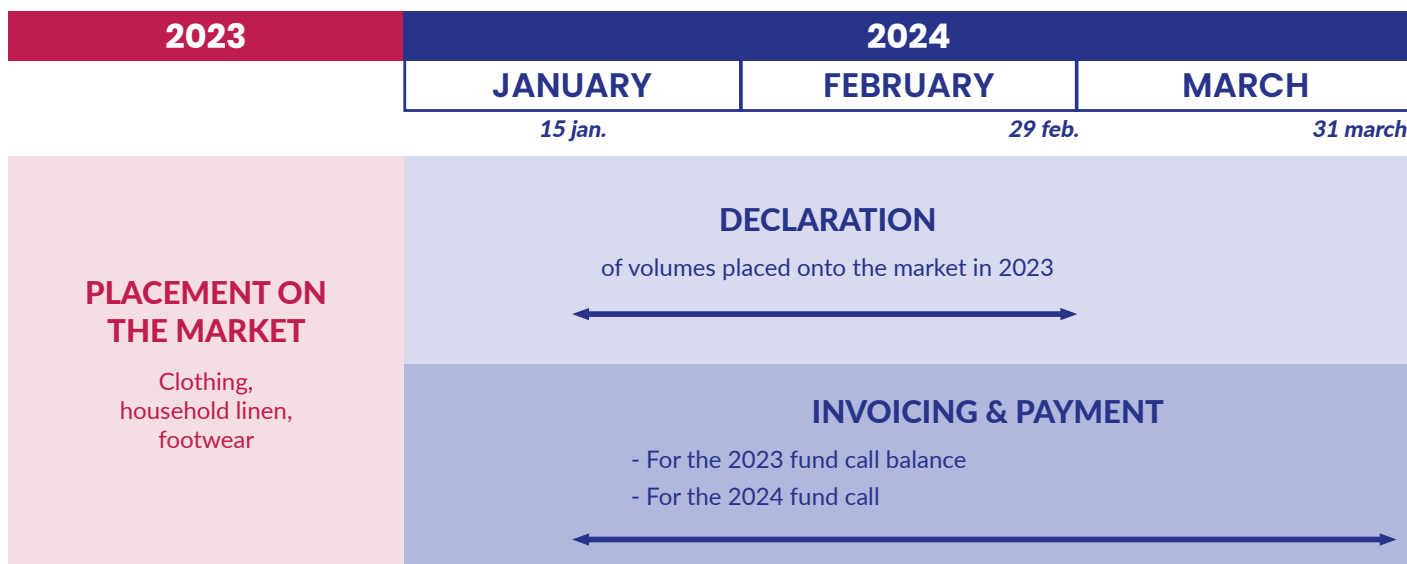 2023
2024
JANUARY
FEBRUARY
MARCH
15 jan.
29 feb.
31 march
PLACEMENT ON
THE MARKET
Clothing,
household linen,
footwear
DECLARATION
of volumes placed onto the market in 2023
INVOICING & PAYMENT
- For the 2023 fund call balance
- For the 2024 fund call